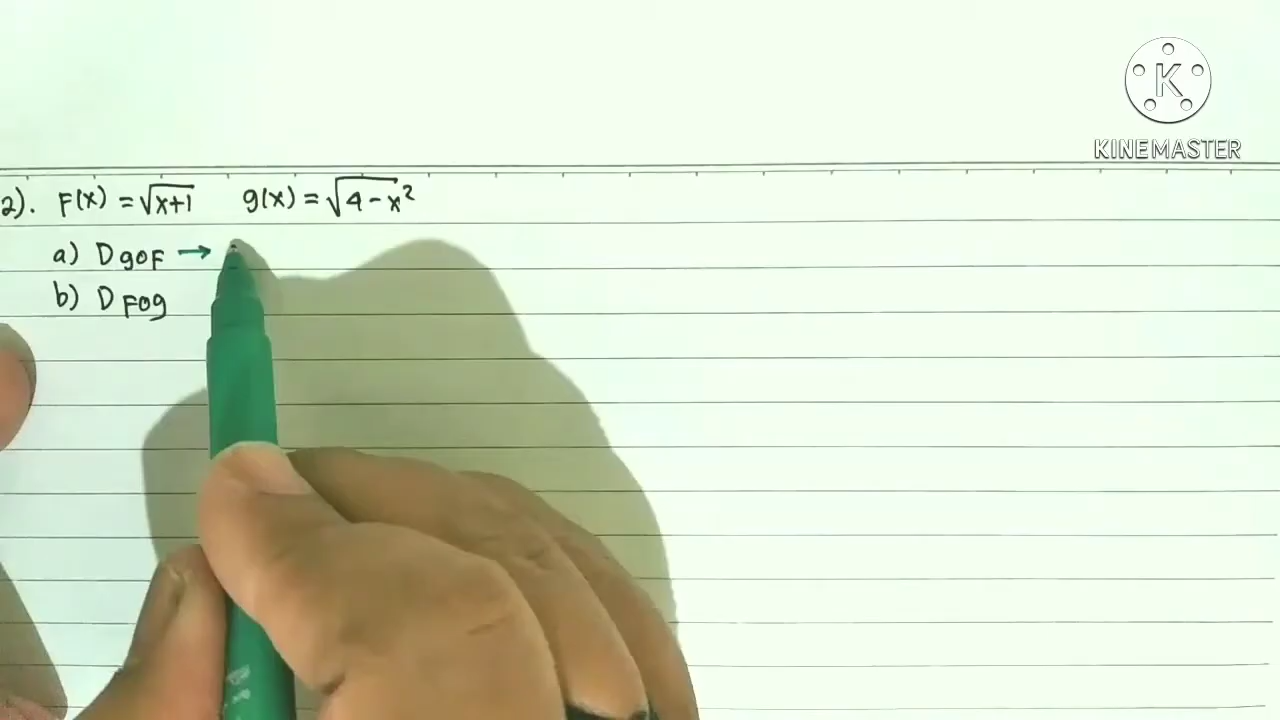 KINEMASTER
2). F(x) = √x+1 g(x) = √4-x²
a) D goF →
b) D Fog